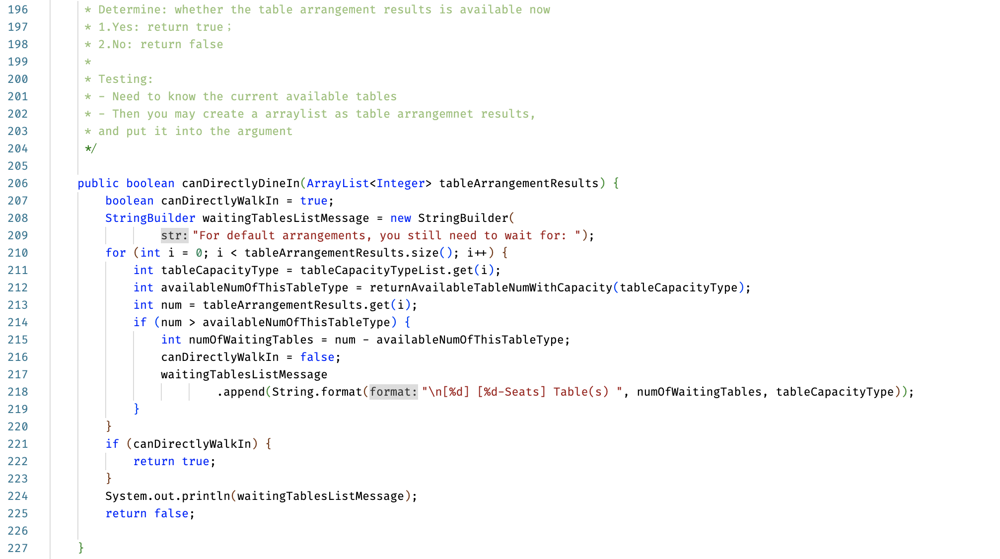 196 * Determine: whether the table arrangement results is available now
197 * 1.Yes: return true；
198 * 2.No: return false
199 *
200 * Testing:
201 * - Need to know the current available tables
202 * - Then you may create a arraylist as table arrangemnet results,
203 * and put it into the argument
204 */
205
206 public boolean canDirectlyDineIn(ArrayList<Integer> tableArrangementResults) {
207 boolean canDirectlyWalkIn = true;
208 StringBuilder waitingTablesListMessage = new StringBuilder(
209 str: "For default arrangements, you still need to wait for: ");
210 for (int i = 0; i < tableArrangementResults.size(); i++) {
211 int tableCapacityType = tableCapacityTypeList.get(i);
212 int availableNumOfThisTableType = returnAvailableTableNumWithCapacity(tableCapacityType);
213 int num = tableArrangementResults.get(i);
214 if (num > availableNumOfThisTableType) {
215 int numOfWaitingTables = num - availableNumOfThisTableType;
216 canDirectlyWalkIn = false;
217 waitingTablesListMessage
218 .append(String.format(format: "\n[%d] [%d-Seats] Table(s) ", numOfWaitingTables, tableCapacityType));
219 }
220 }
221 if (canDirectlyWalkIn) {
222 return true;
223 }
224 System.out.println(waitingTablesListMessage);
225 return false;
226
227 }